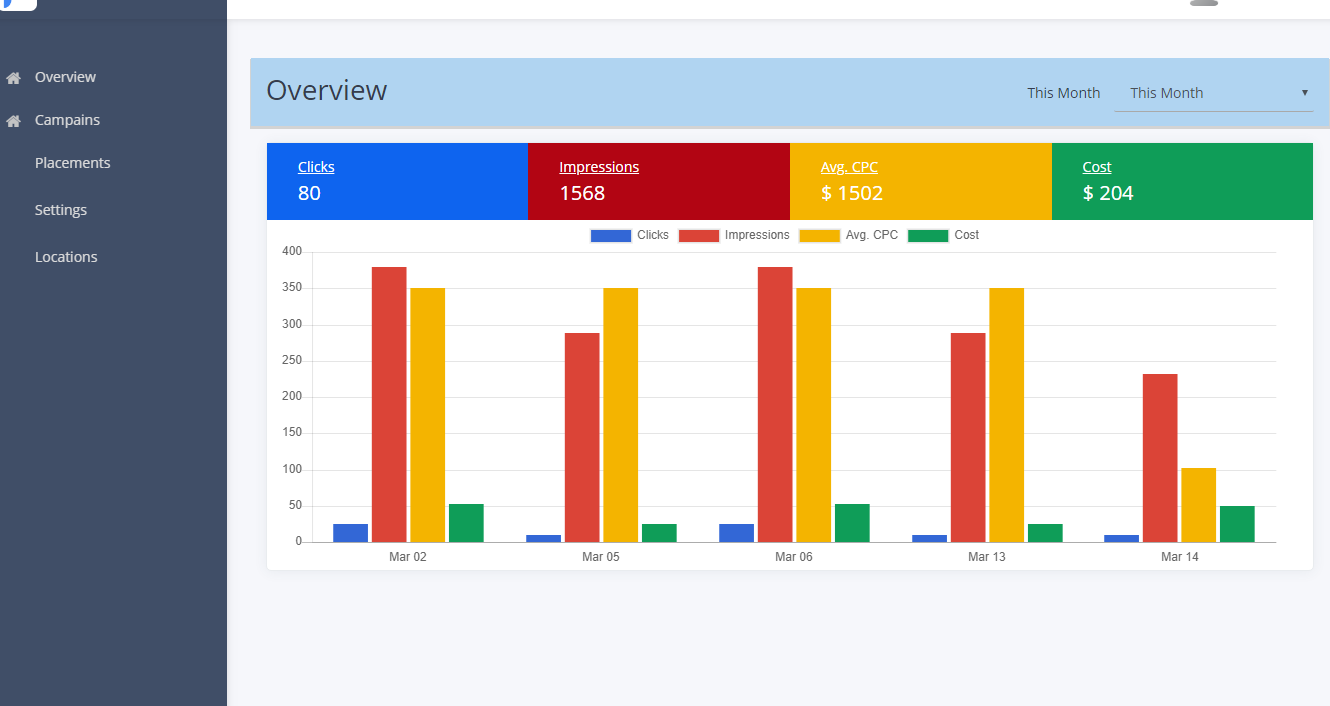 Overview
Campains
Placements
Settings
Locations
Overview
This Month This Month
Clicks Impressions Avg. CPC Cost
80 1568 $ 1502 $ 204
Clicks Impressions Avg. CPC Cost
400
350
300
250
200
150
100
50
0
Mar 02 Mar 05 Mar 06 Mar 13 Mar 14